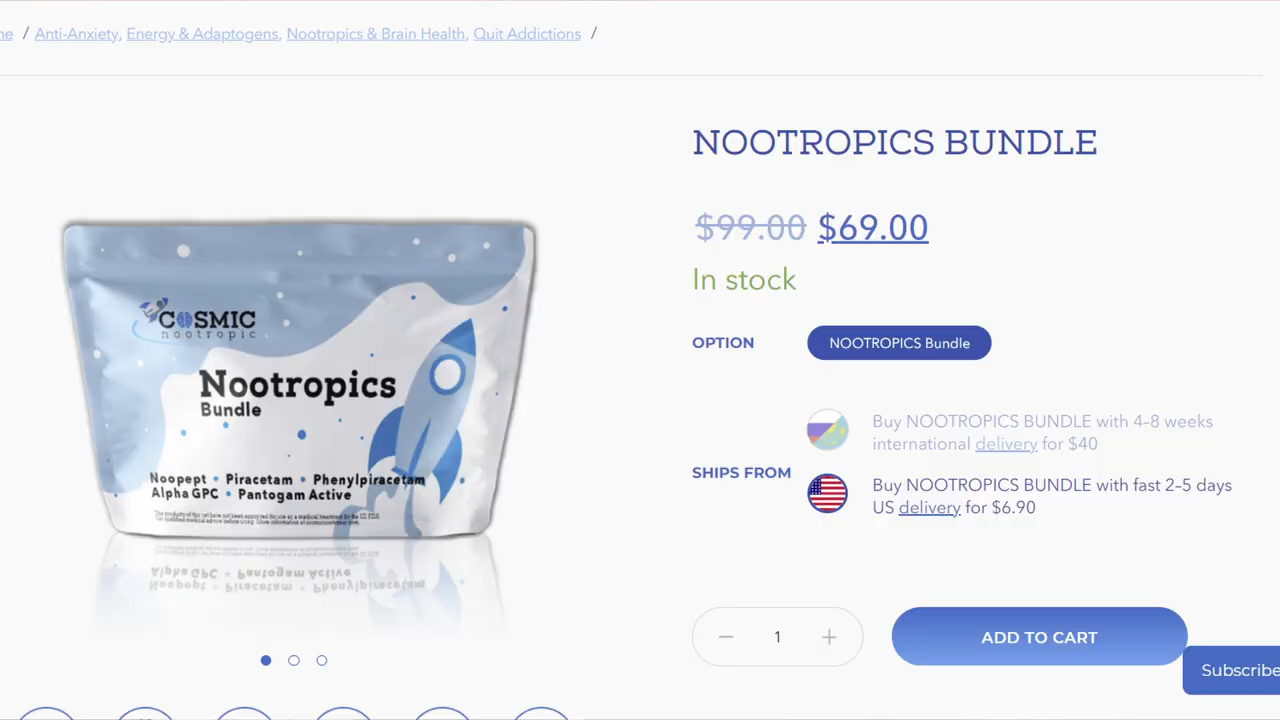 ne / Anti-Anxiety, Energy & Adaptogens, Nootropics & Brain Health, Quit Addictions /
NOOTROPICS BUNDLE
$99.00 $69.00
In stock
OPTION NOOTROPICS Bundle
SHIPS FROM
Buy NOOTROPICS BUNDLE with 4-8 weeks
international delivery for $40
Buy NOOTROPICS BUNDLE with fast 2-5 days
US delivery for $6.90
− 1 +
ADD TO CART
Subscribe
COSMIC
nootropic
Nootropics
Bundle
Noopept • Piracetam • Phenylpiracetam
Alpha GPC • Pantogam Active